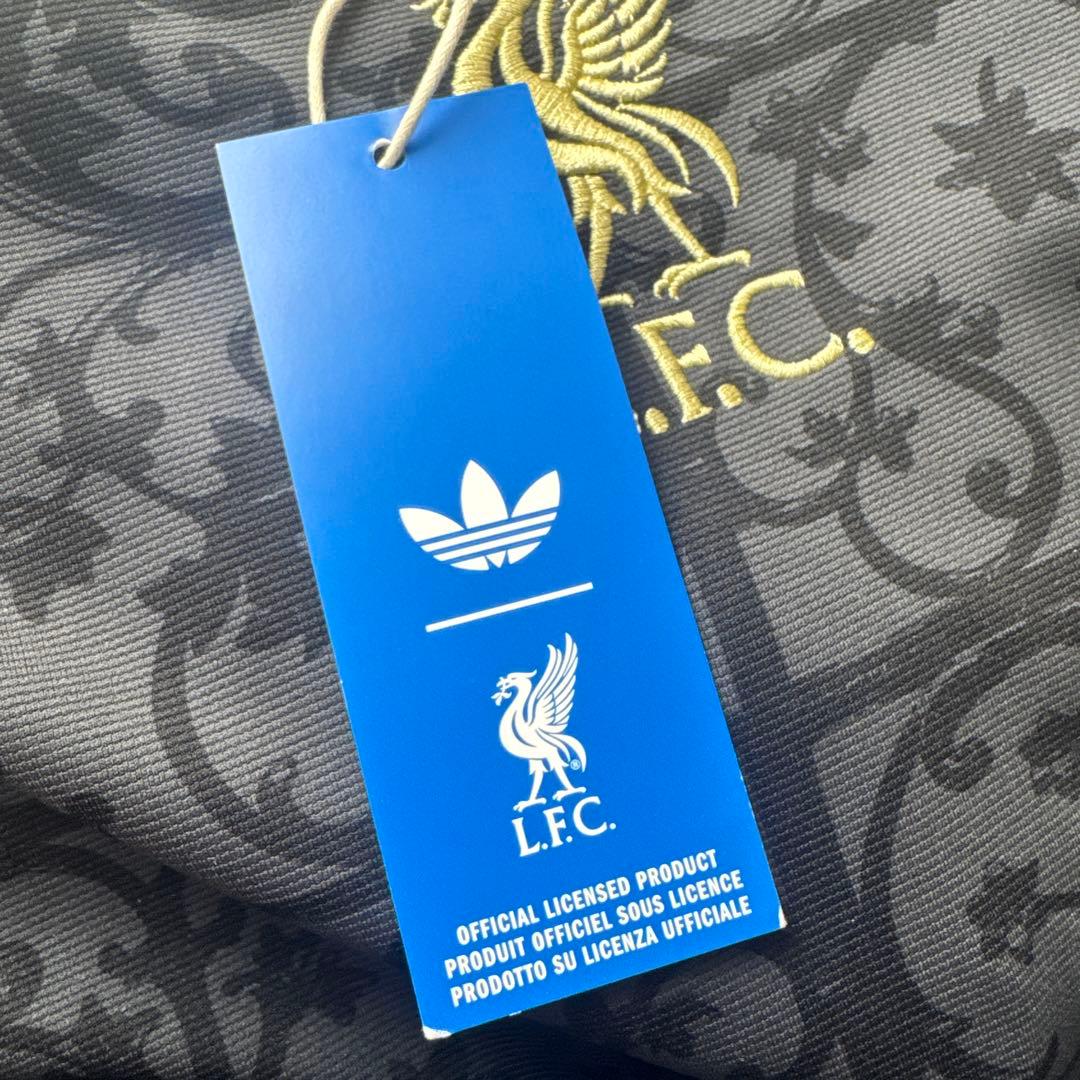 .F.C.
L.F.C.
®
OFFICIAL LICENSED PRODUCT
PRODUIT OFFICIEL SOUS LICENCE
PRODOTTO SU LICENZA UFFICIALE